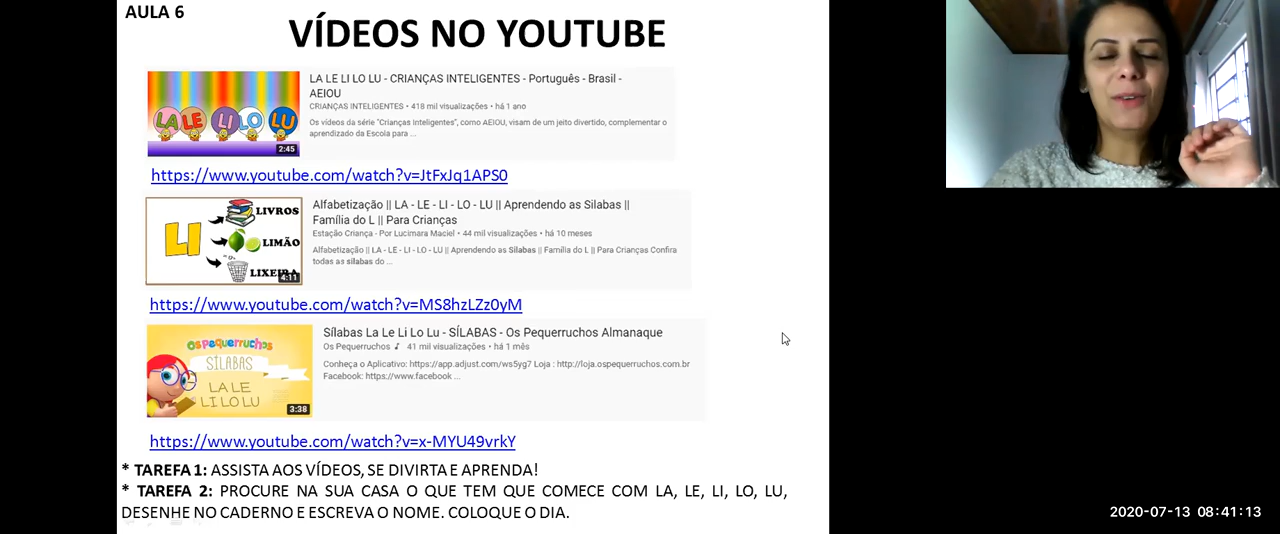 AULA 6
VÍDEOS NO YOUTUBE
LA LE LI LO LU
2:45
LA LE LI LO LU - CRIANÇAS INTELIGENTES - Português - Brasil -
AEIOU
CRIANÇAS INTELIGENTES • 418 mil visualizações • há 1 ano
Os vídeos da série "Crianças Inteligentes", como AEIOU, visam de um jeito divertido, complementar o
aprendizado da Escola para ...
https://www.youtube.com/watch?v=JtFxJq1APS0
LI
LIVROS
LIMÃO
LIXEIRA
4:11
Alfabetização || LA - LE - LI - LO - LU || Aprendendo as Silabas ||
Família do L || Para Crianças
Estação Criança - Por Lucimara Maciel • 44 mil visualizações • há 10 meses
Alfabetização || LA - LE - LI - LO - LU || Aprendendo as Silabas || Família do L || Para Crianças Confira
todas as silabas do ...
https://www.youtube.com/watch?v=MS8hzLZz0yM
os pequerruchos
SÍLABAS
LA LE
LI LO LU
3:38
Sílabas La Le Li Lo Lu - SÍLABAS - Os Pequerruchos Almanaque
Os Pequerruchos ♪ 41 mil visualizações • há 1 mês
Conheça o Aplicativo: https://app.adjust.com/ws5yg7 Loja : http://loja.ospequerruchos.com.br
Facebook: https://www.facebook ...
https://www.youtube.com/watch?v=x-MYU49vrkY
* TAREFA 1: ASSISTA AOS VÍDEOS, SE DIVIRTA E APRENDA!
* TAREFA 2: PROCURE NA SUA CASA O QUE TEM QUE COMECE COM LA, LE, LI, LO, LU,
DESENHE NO CADERNO E ESCREVA O NOME. COLOQUE O DIA.
2020-07-13 08:41:13